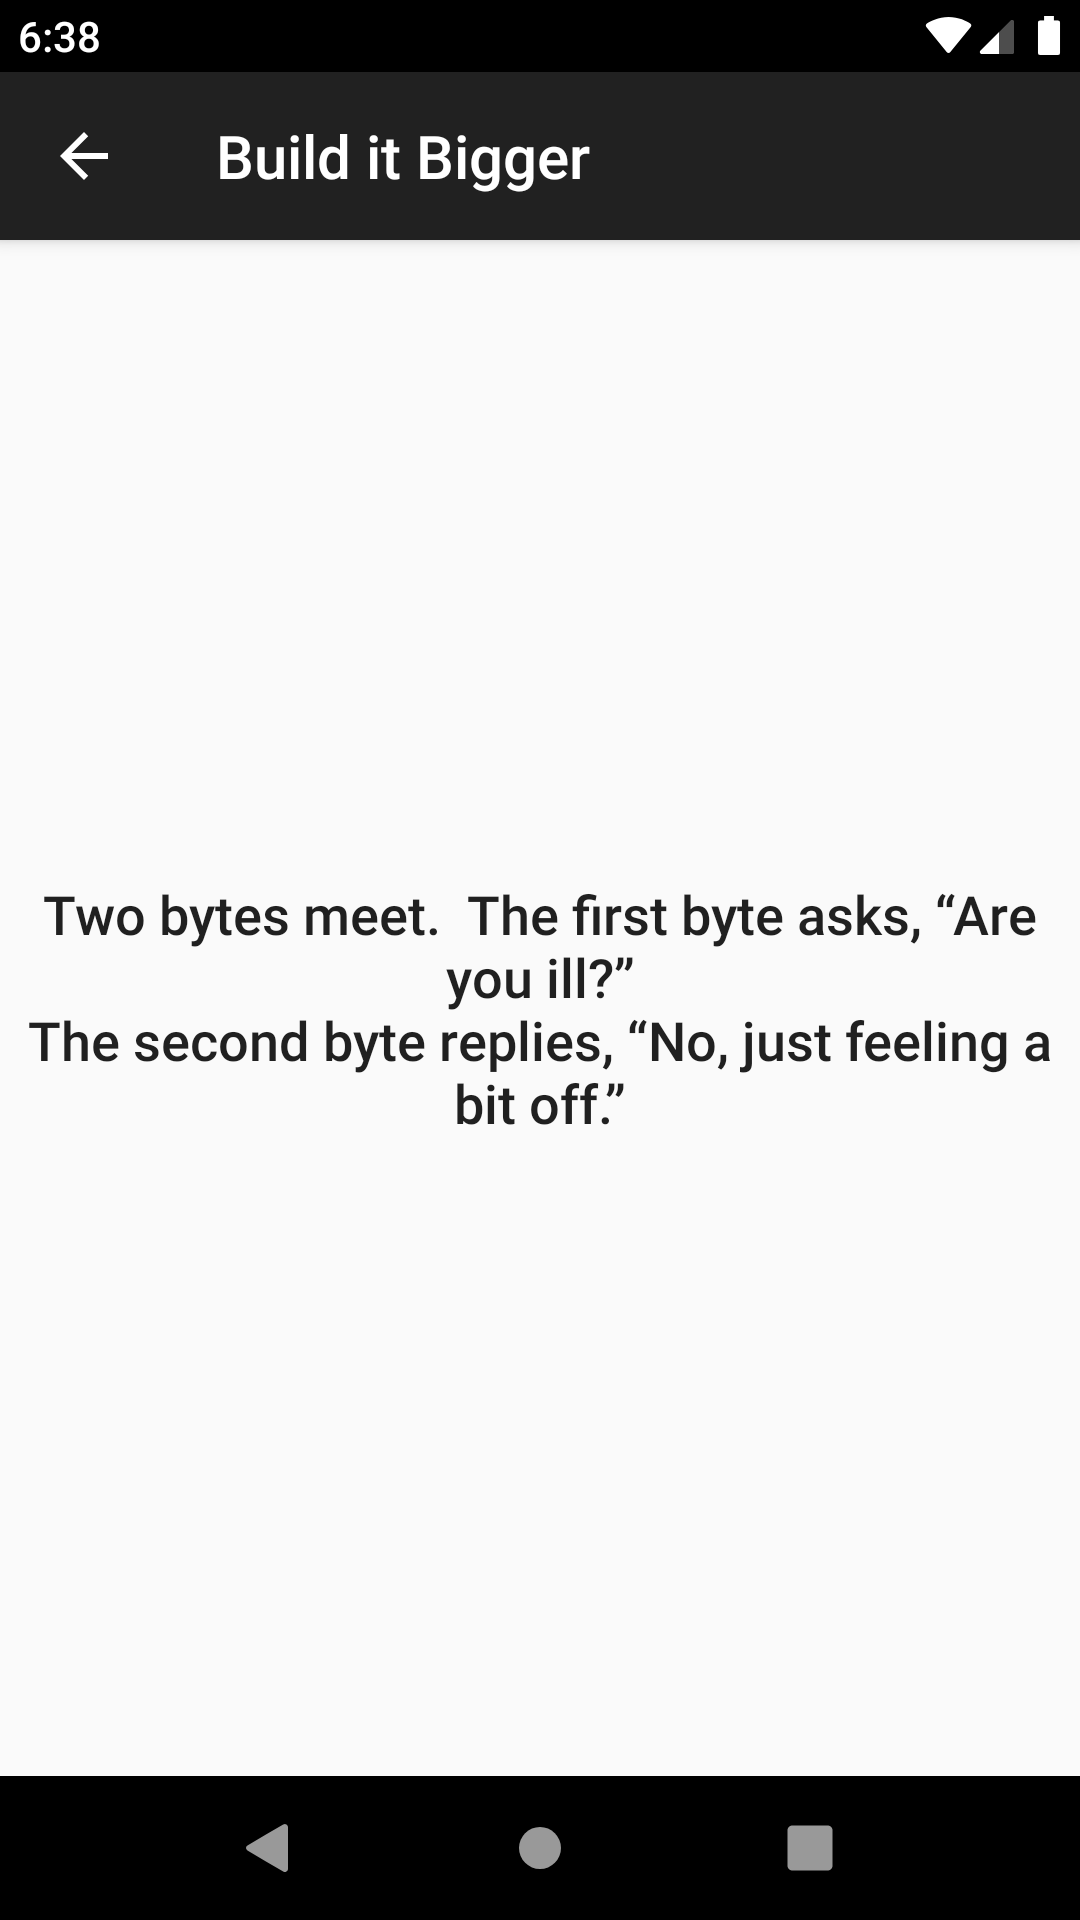 6:38
Build it Bigger
Two bytes meet.  The first byte asks, “Are
you ill?”
The second byte replies, “No, just feeling a
bit off.”